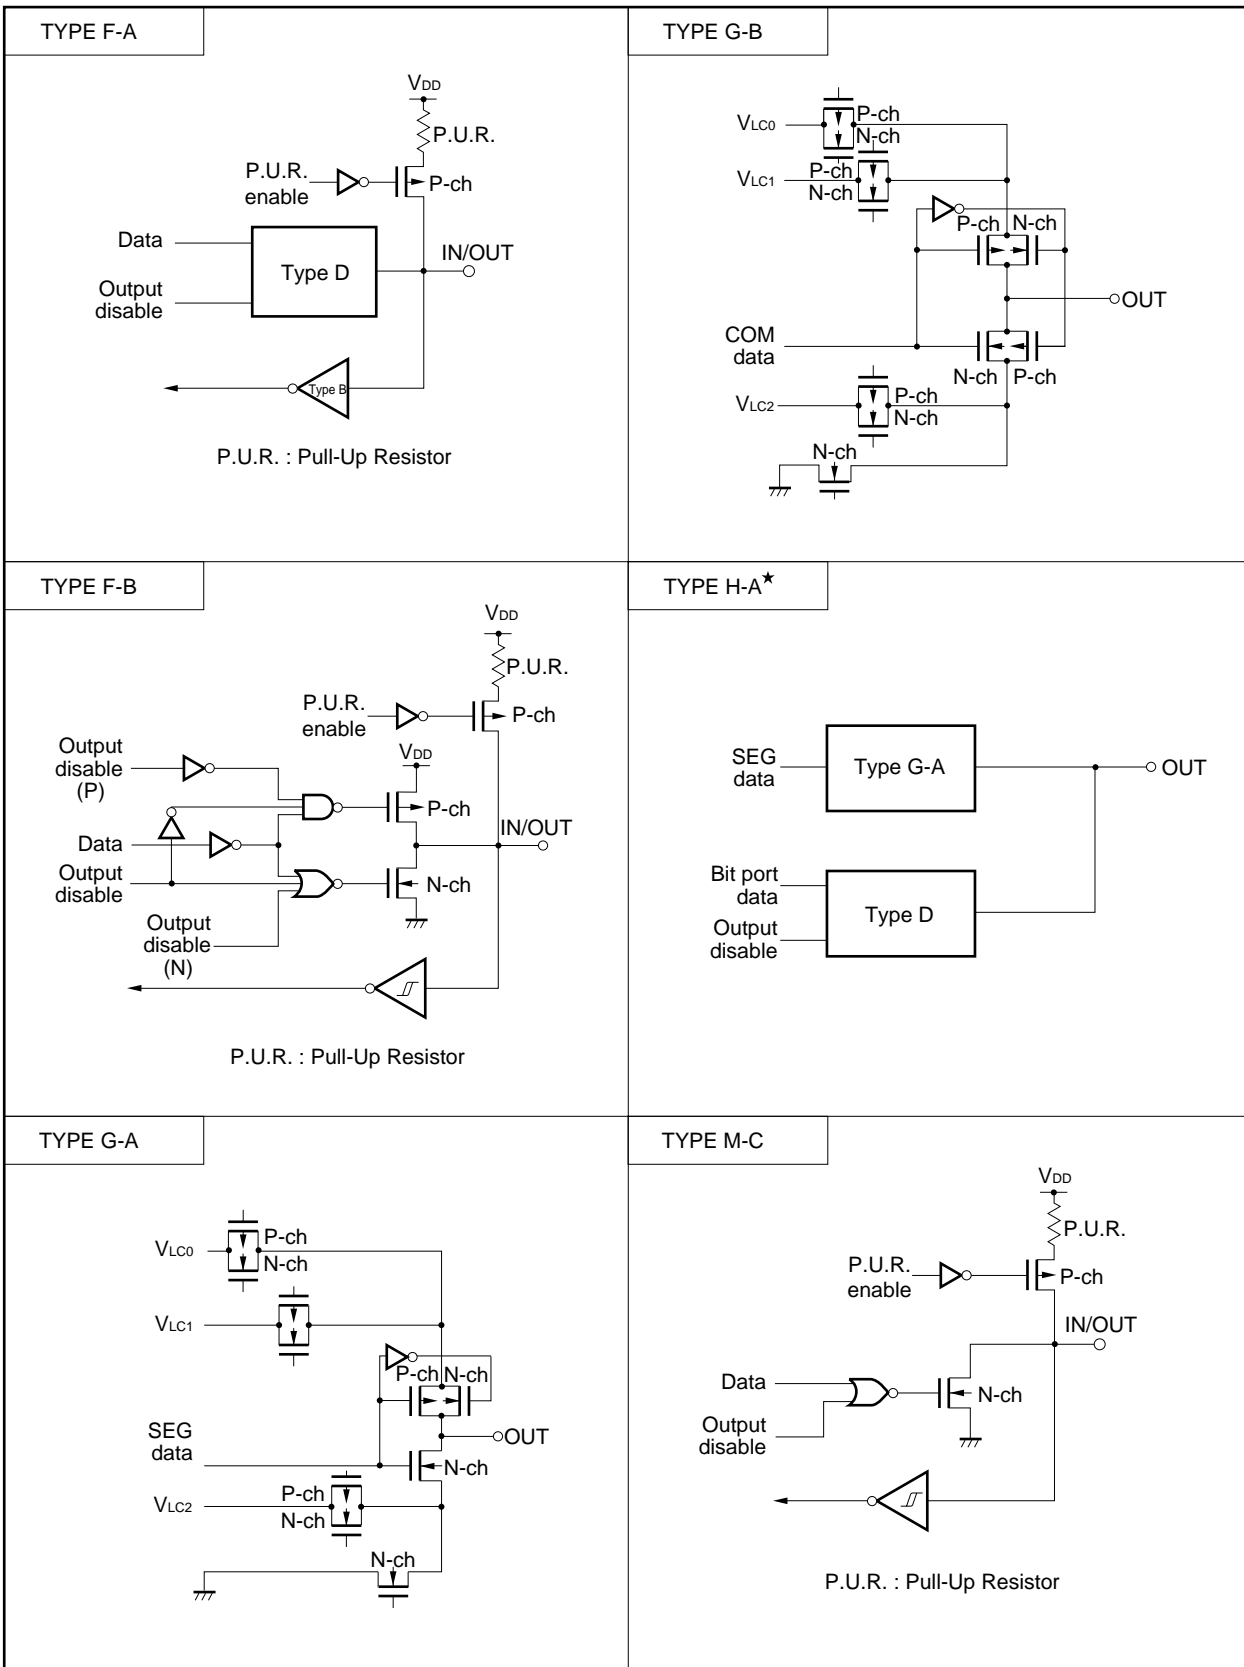 TYPE F-A
VDD
P.U.R.
P.U.R.
enable
P-ch
Data
Type D
IN/OUT
Output
disable
Type B
P.U.R. : Pull-Up Resistor
TYPE G-B
VLC0
P-ch
N-ch
VLC1
P-ch
N-ch
P-ch
N-ch
OUT
COM
data
N-ch
P-ch
VLC2
P-ch
N-ch
N-ch
TYPE F-B
VDD
P.U.R.
P.U.R.
enable
P-ch
Output
disable
(P)
VDD
P-ch
Data
IN/OUT
Output
disable
N-ch
Output
disable
(N)
P.U.R. : Pull-Up Resistor
TYPE H-A★
SEG
data
Type G-A
OUT
Bit port
data
Type D
Output
disable
TYPE G-A
VLC0
P-ch
N-ch
VLC1
P-ch
N-ch
SEG
data
OUT
N-ch
VLC2
P-ch
N-ch
N-ch
TYPE M-C
VDD
P.U.R.
P.U.R.
enable
P-ch
IN/OUT
Data
N-ch
Output
disable
P.U.R. : Pull-Up Resistor